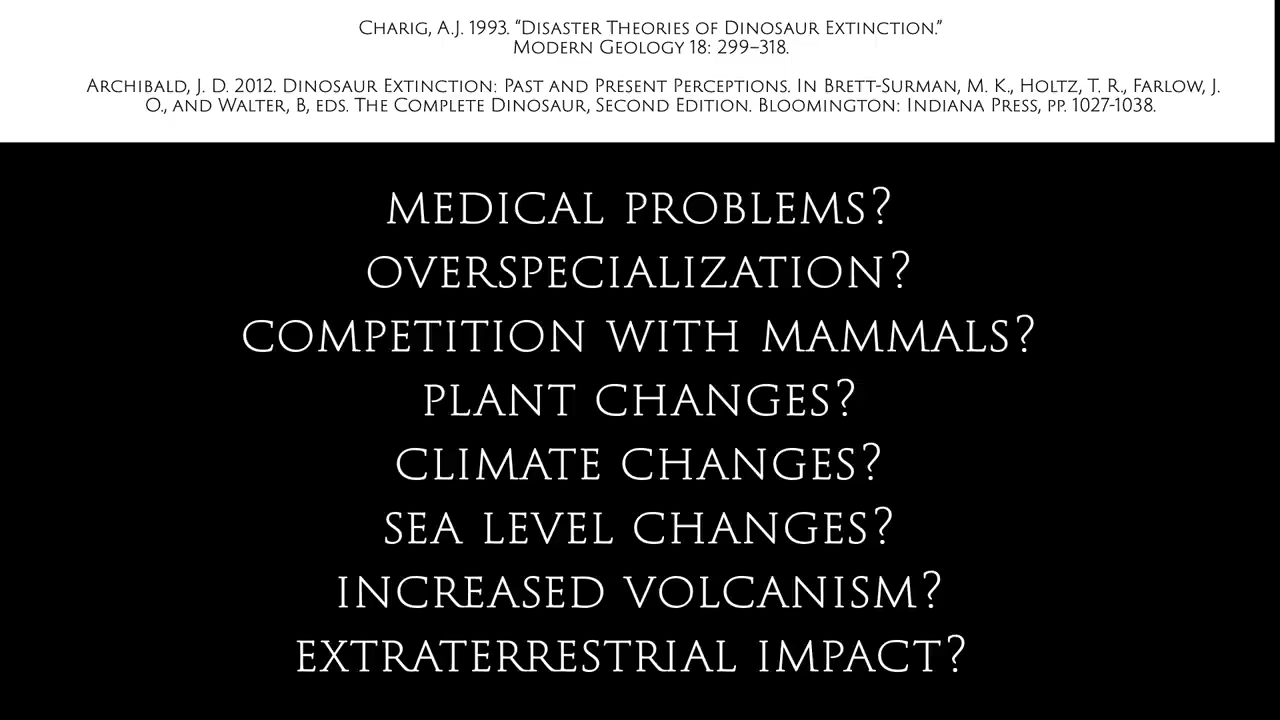 Charig, A.J. 1993. “Disaster Theories of Dinosaur Extinction.”
Modern Geology 18: 299–318.
Archibald, J. D. 2012. Dinosaur Extinction: Past and Present Perceptions. In Brett-Surman, M. K., Holtz, T. R., Farlow, J.
O., and Walter, B, eds. The Complete Dinosaur, Second Edition. Bloomington: Indiana Press, pp. 1027-1038.
MEDICAL PROBLEMS?
OVERSPECIALIZATION?
COMPETITION WITH MAMMALS?
PLANT CHANGES?
CLIMATE CHANGES?
SEA LEVEL CHANGES?
INCREASED VOLCANISM?
EXTRATERRESTRIAL IMPACT?